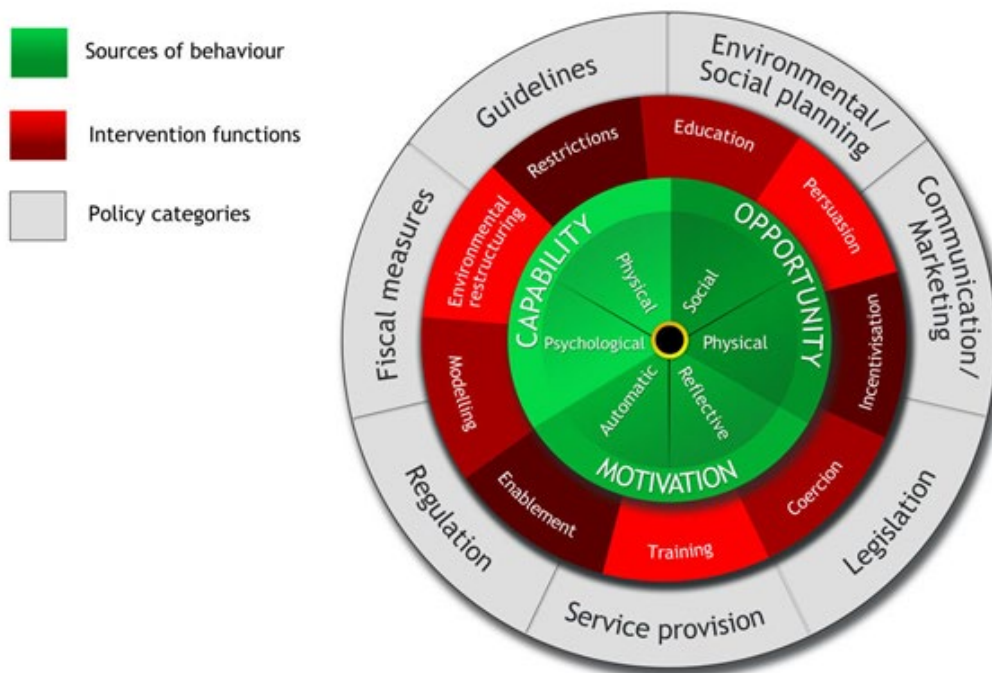 Sources of behaviour
Intervention functions
Policy categories
Guidelines
Environmental/
Social planning
Communication/
Marketing
Legislation
Service provision
Regulation
Fiscal measures
Restrictions
Education
Persuasion
Incentivisation
Coercion
Training
Enablement
Modelling
Environmental
restructuring
CAPABILITY
OPPORTUNITY
MOTIVATION
Physical
Social
Physical
Reflective
Automatic
Psychological